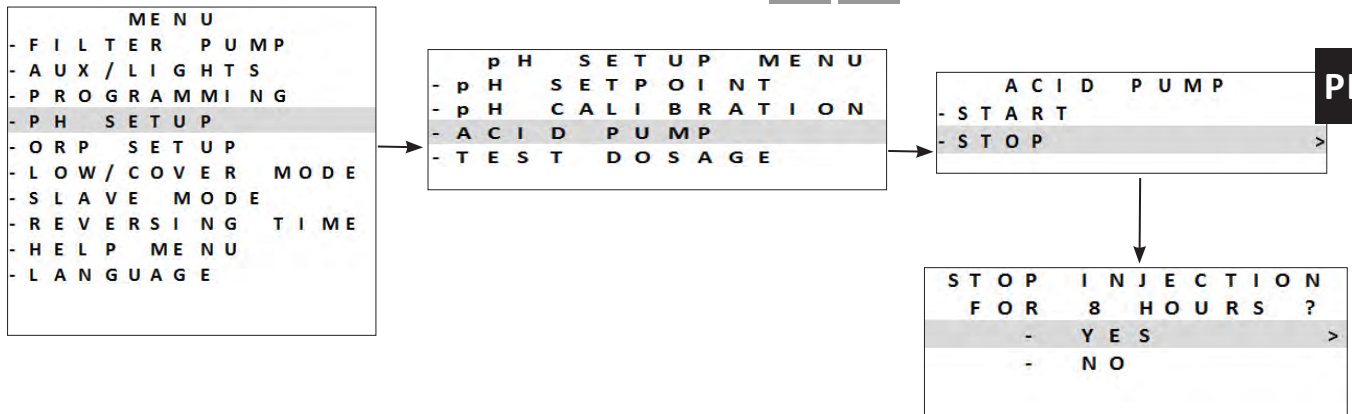 MENU
-FILTER PUMP
-AUX/LIGHTS
-PROGRAMMING
-PH SETUP
-ORP SETUP
-LOW/COVER MODE
-SLAVE MODE
-REVERSING TIME
-HELP MENU
-LANGUAGE
pH SETUP MENU
-pH SETPOINT
-pH CALIBRATION
-ACID PUMP
-TEST DOSAGE
ACID PUMP
-START
-STOP >
STOP INJECTION
FOR 8 HOURS ?
- YES >
- NO